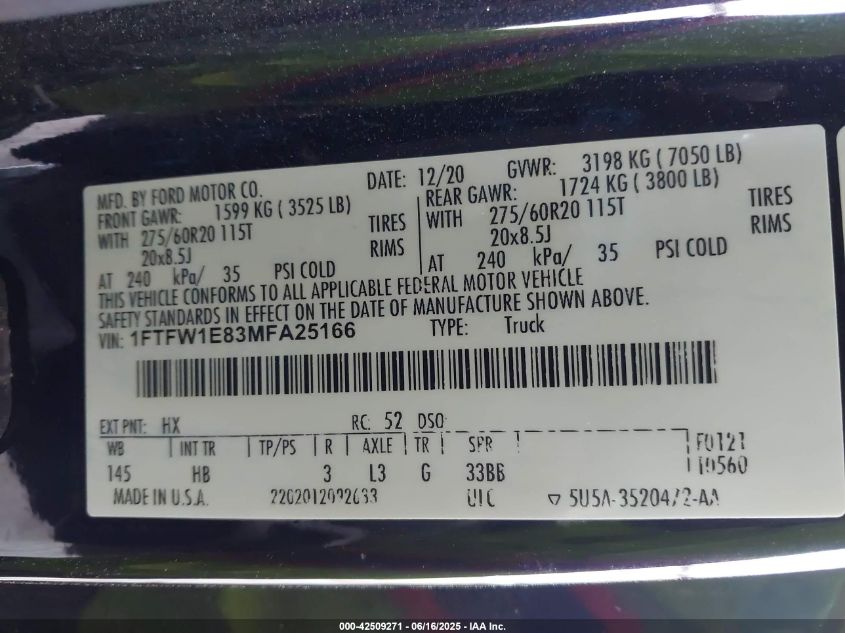 MFD. BY FORD MOTOR CO. DATE: 12/20 GVWR: 3198 KG ( 7050 LB)
FRONT GAWR: 1599 KG ( 3525 LB) REAR GAWR: 1724 KG ( 3800 LB)
WITH 275/60R20 115T TIRES WITH 275/60R20 115T TIRES
20x8.5J RIMS 20x8.5J RIMS
AT 240 kPa/ 35 PSI COLD AT 240 kPa/ 35 PSI COLD
THIS VEHICLE CONFORMS TO ALL APPLICABLE FEDERAL MOTOR VEHICLE
SAFETY STANDARDS IN EFFECT ON THE DATE OF MANUFACTURE SHOWN ABOVE.
VIN: 1FTFW1E83MFA25166 TYPE: Truck
EXT PNT: HX RC: 52 DSO:
WB INT TR TP/PS R AXLE TR SPR F0121
145 HB 3 L3 G 33BB 10560
MADE IN U.S.A. UTC
000-42509271 - 06/16/2025 - IAA Inc.